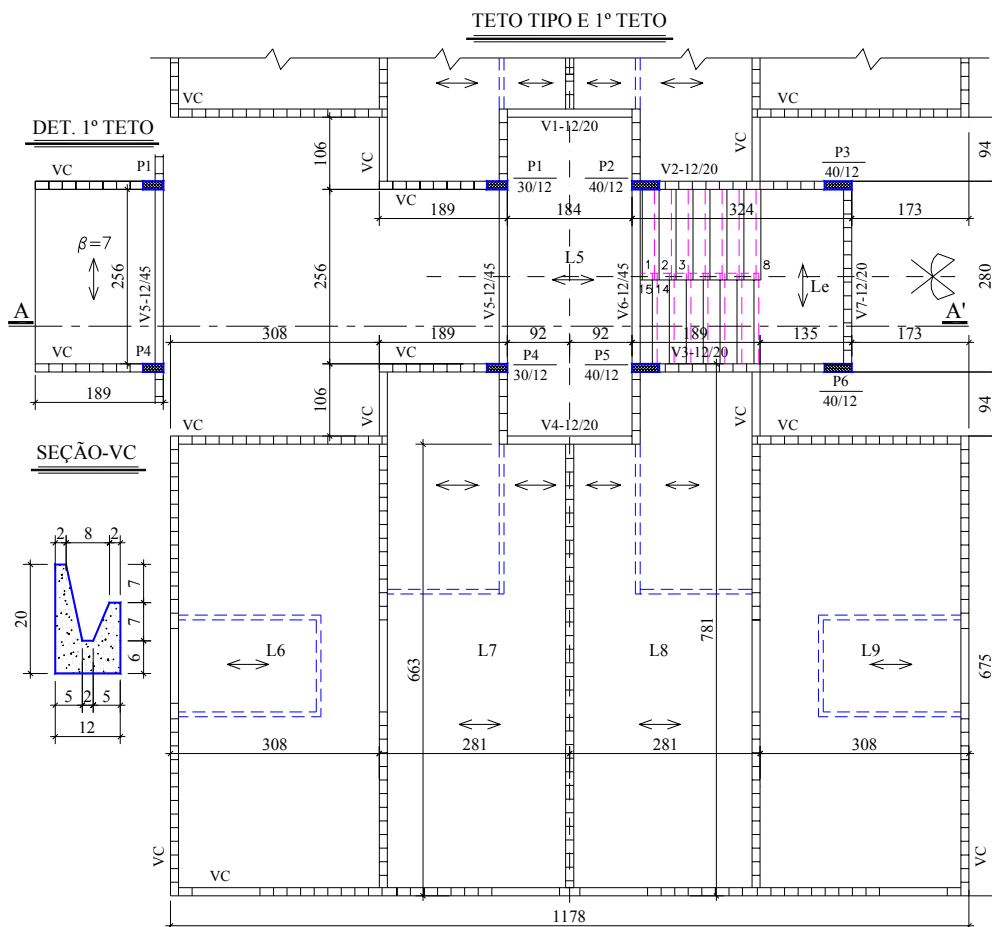 TETO TIPO E 1º TETO
VC
VC
DET. 1º TETO
V1-12/20
VC
P1
106
VC
P1
30/12
P2
40/12
V2-12/20
P3
40/12
VC
94
VC
189
184
324
173
β=7
256
V5-12/45
256
V5-12/45
L5
V6-12/45
1
2
3
8
15
14
Le
V7-12/20
280
A
A'
308
189
92
92
189
135
173
VC
P4
VC
P4
30/12
P5
40/12
V3-12/20
P6
40/12
189
106
VC
VC
94
V4-12/20
SEÇÃO-VC
2
8
2
20
7
7
6
5
2
5
12
L6
L7
L8
L9
663
781
675
308
281
281
308
VC
VC
VC
1178